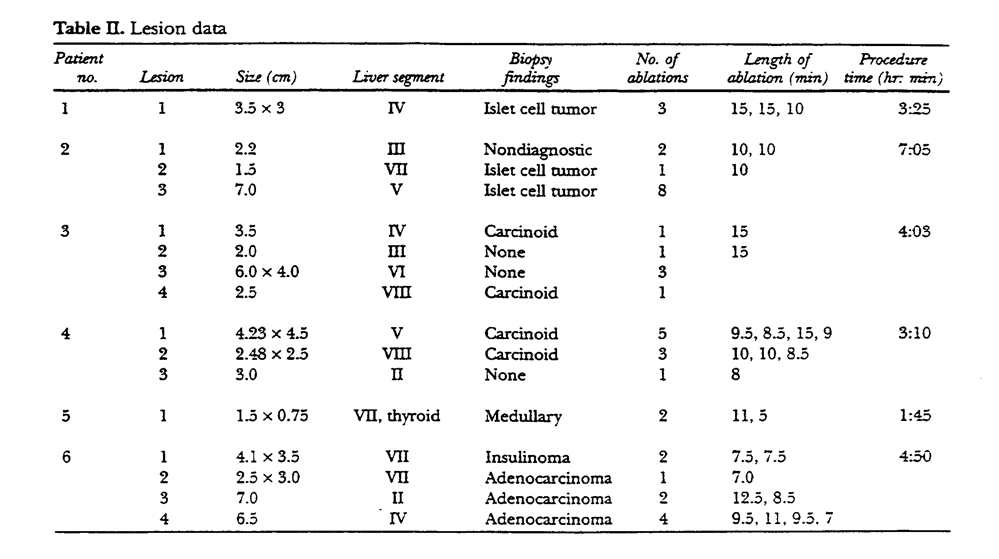 Table II. Lesion data
Patient no. Lesion Size (cm) Liver segment Biopsy findings No. of ablations Length of ablation (min) Procedure time (hr: min)
1 1 3.5 × 3 IV Islet cell tumor 3 15, 15, 10 3:25
2 1 2.2 III Nondiagnostic 2 10, 10 7:05
2 1.5 VII Islet cell tumor 1 10
3 7.0 V Islet cell tumor 8
3 1 3.5 IV Carcinoid 1 15 4:03
2 2.0 III None 1 15
3 6.0 × 4.0 VI None 3
4 2.5 VIII Carcinoid 1
4 1 4.23 × 4.5 V Carcinoid 5 9.5, 8.5, 15, 9 3:10
2 2.48 × 2.5 VIII Carcinoid 3 10, 10, 8.5
3 3.0 II None 1 8
5 1 1.5 × 0.75 VII, thyroid Medullary 2 11, 5 1:45
6 1 4.1 × 3.5 VII Insulinoma 2 7.5, 7.5 4:50
2 2.5 × 3.0 VII Adenocarcinoma 1 7.0
3 7.0 II Adenocarcinoma 2 12.5, 8.5
4 6.5 IV Adenocarcinoma 4 9.5, 11, 9.5, 7